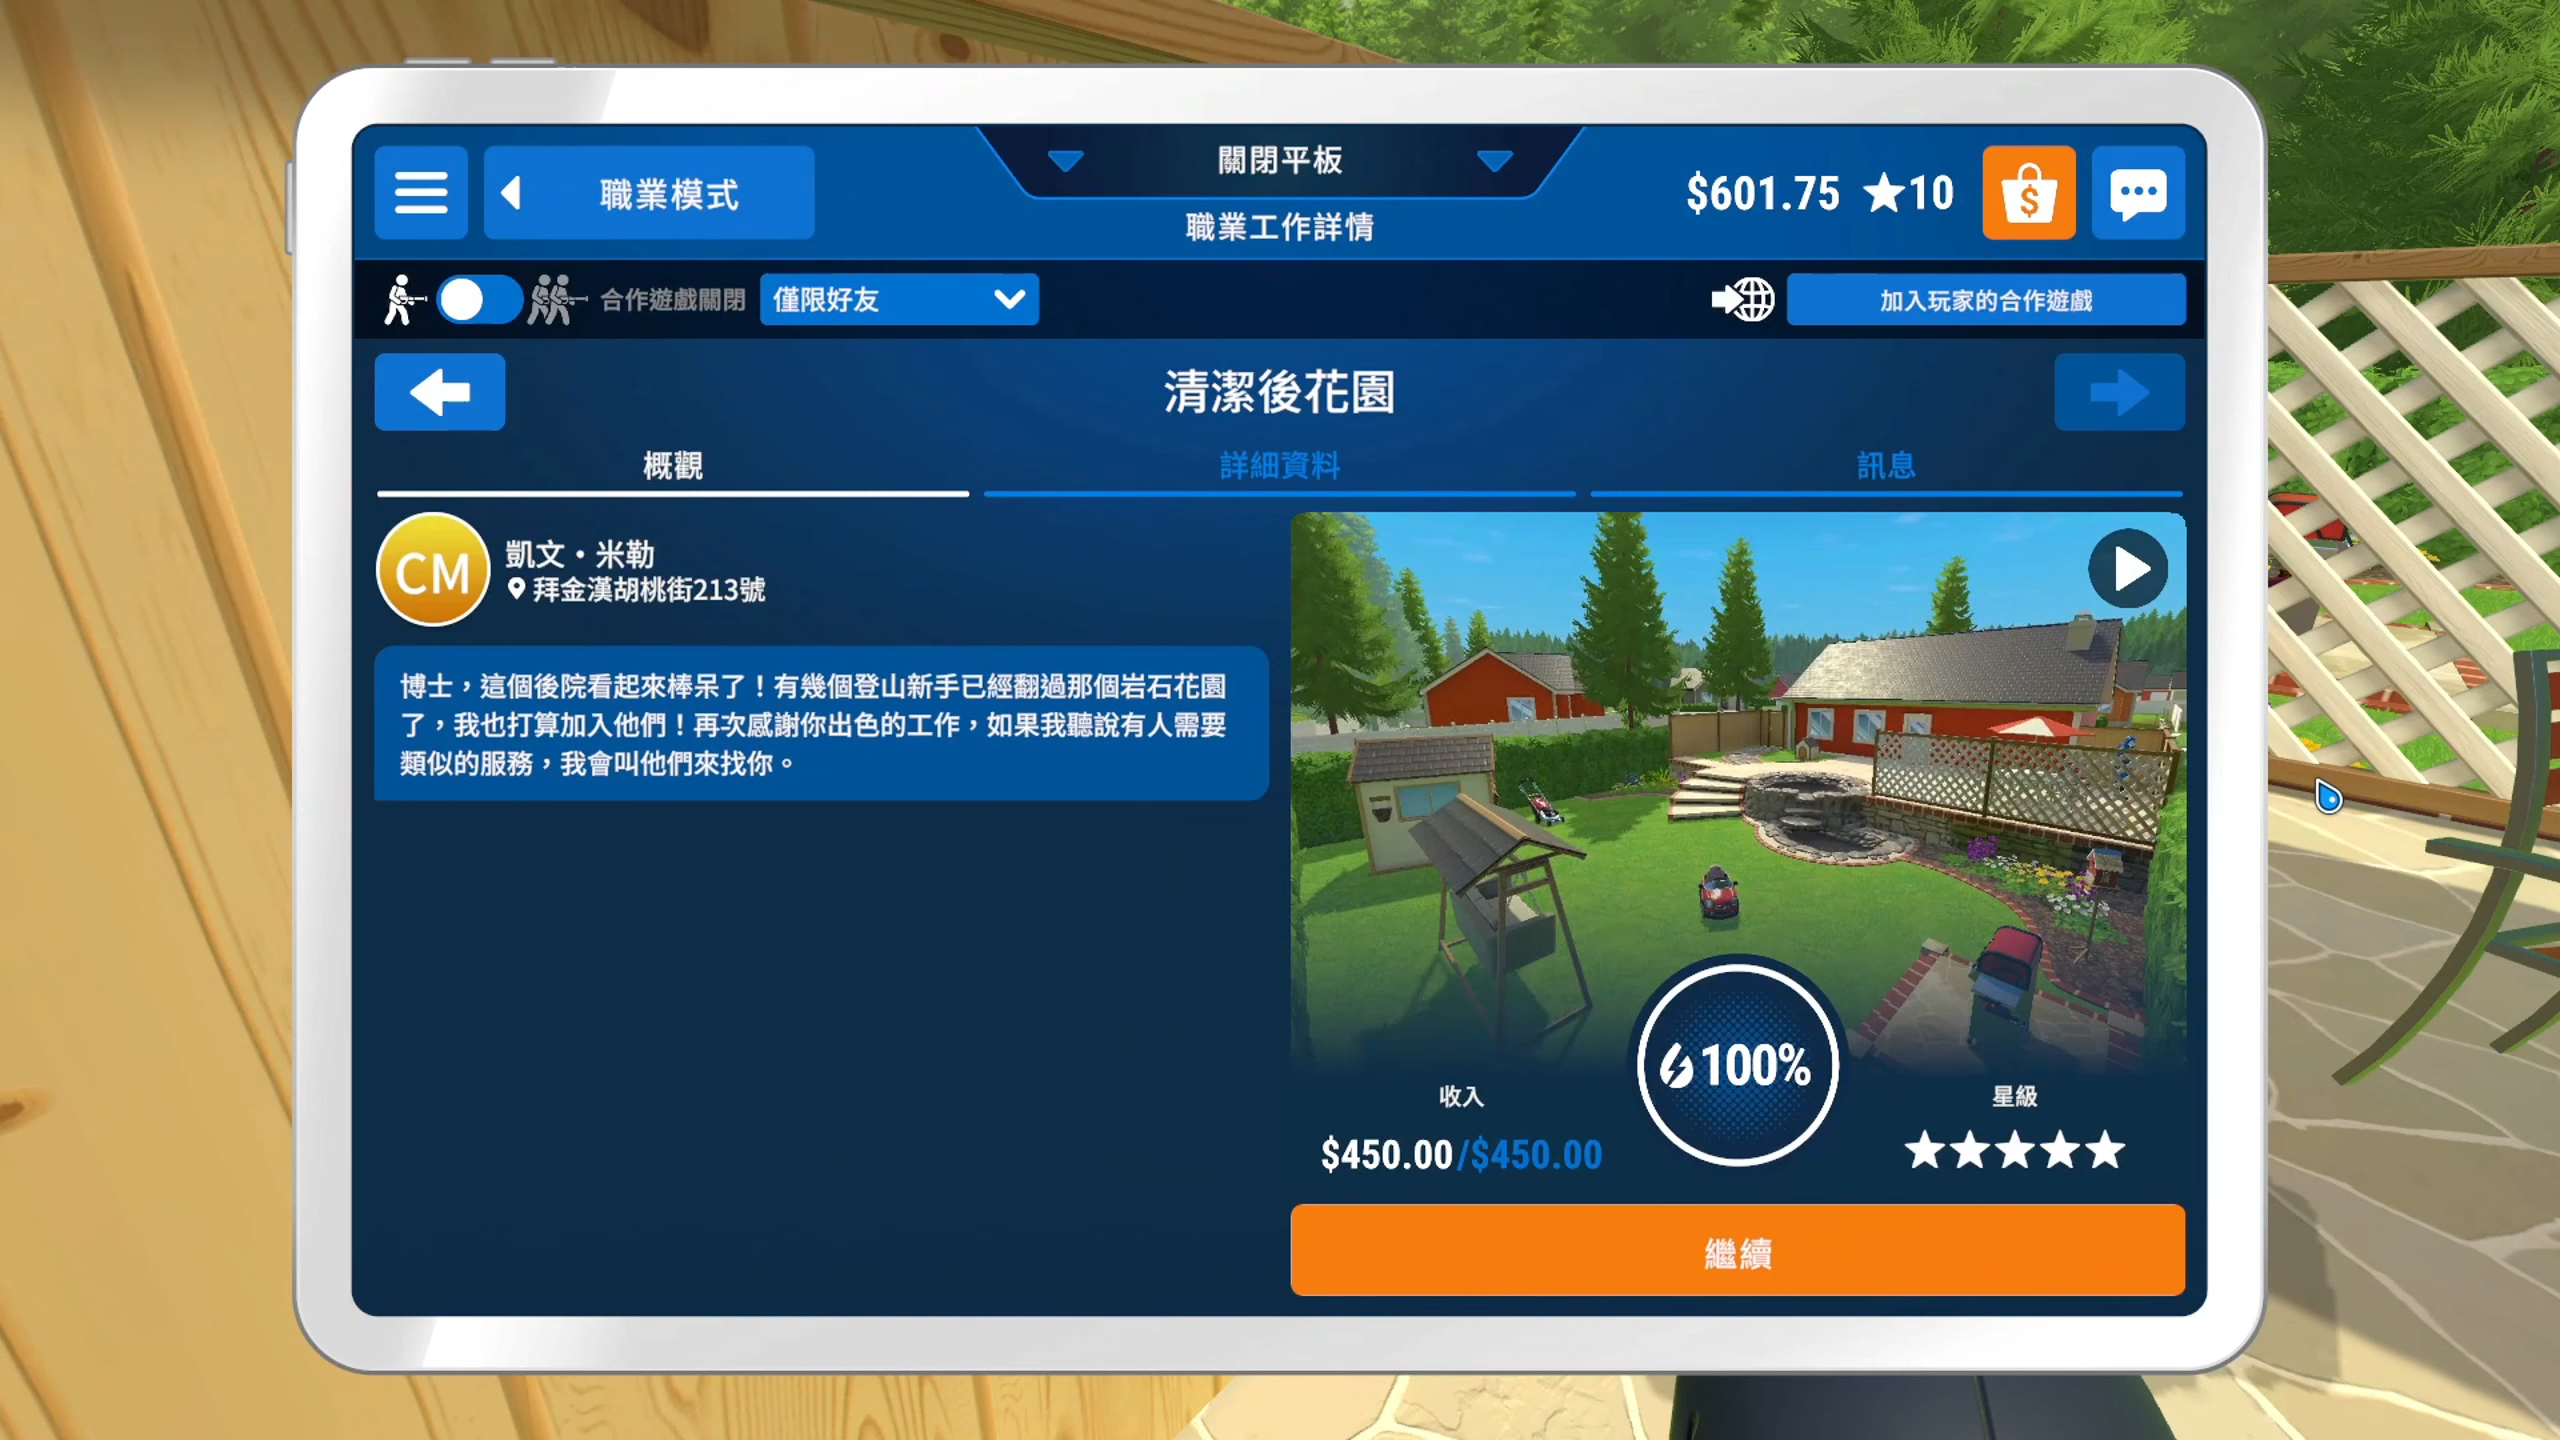 關閉平板
職業模式
$601.75 ★10
職業工作詳情
合作遊戲關閉
僅限好友
加入玩家的合作遊戲
清潔後花園
概觀
詳細資料
訊息
CM
凱文・米勒
拜金漢胡桃街213號
博士，這個後院看起來棒呆了！有幾個登山新手已經翻過那個岩石花園
了，我也打算加入他們！再次感謝你出色的工作，如果我聽說有人需要
類似的服務，我會叫他們來找你。
100%
收入
$450.00/$450.00
星級
★★★★★
繼續